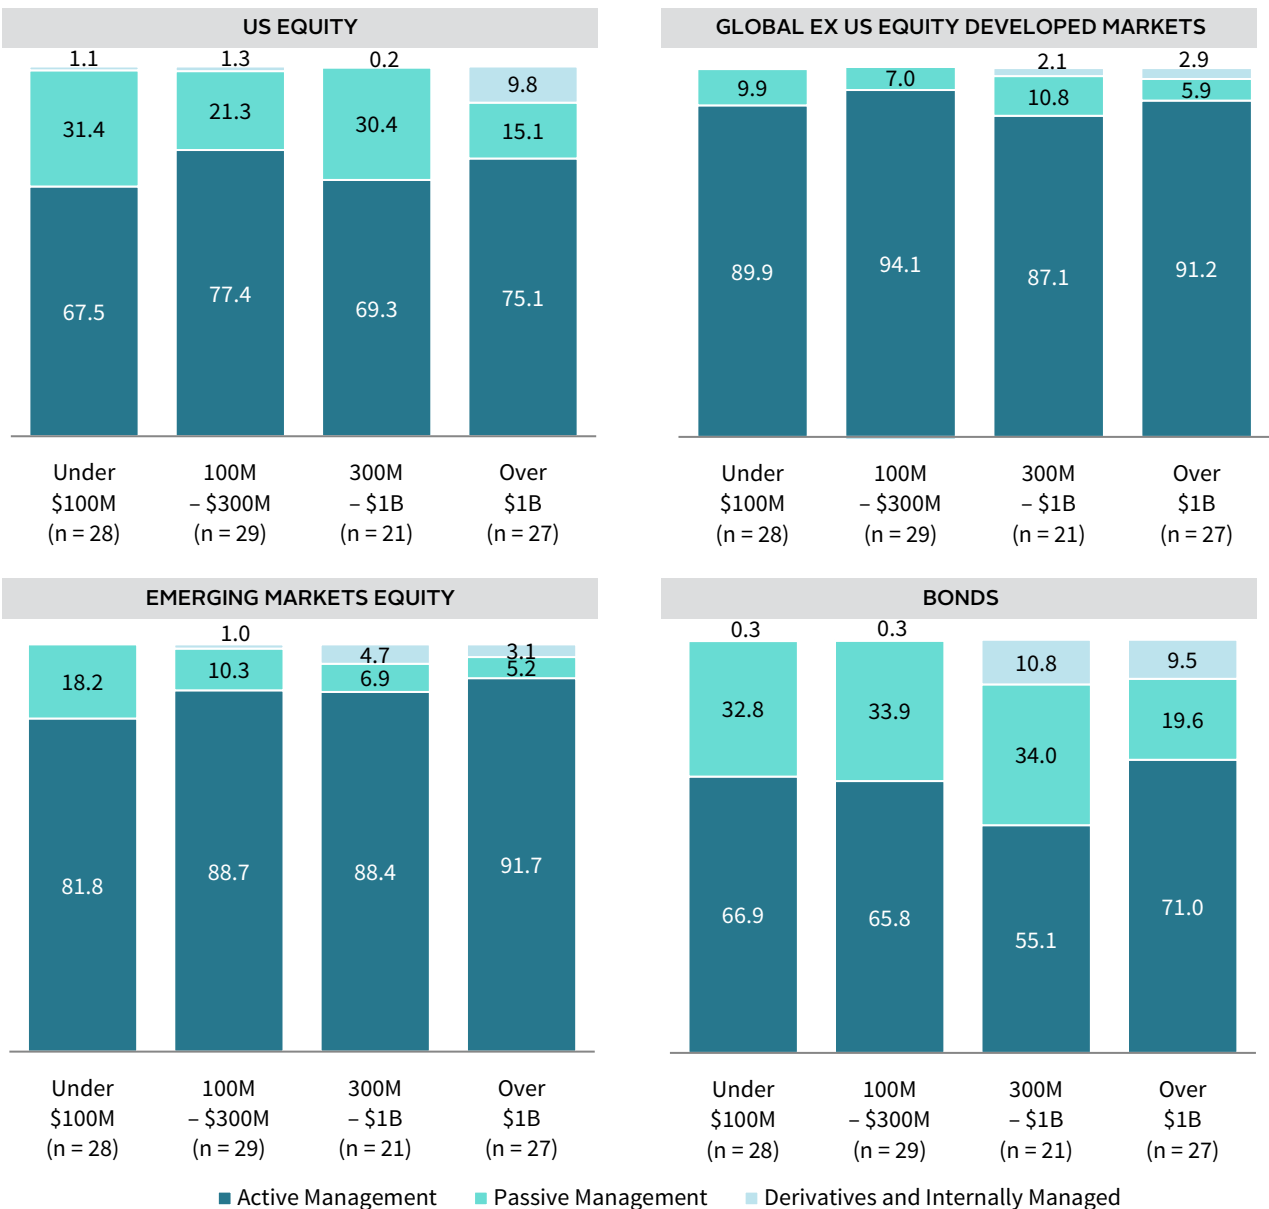 US EQUITY
1.1 1.3 0.2
9.8
31.4 21.3 30.4 15.1
67.5 77.4 69.3 75.1
Under 100M 300M Over
$100M – $300M – $1B $1B
(n = 28) (n = 29) (n = 21) (n = 27)
GLOBAL EX US EQUITY DEVELOPED MARKETS
2.1 2.9
9.9 7.0 10.8 5.9
89.9 94.1 87.1 91.2
Under 100M 300M Over
$100M – $300M – $1B $1B
(n = 28) (n = 29) (n = 21) (n = 27)
EMERGING MARKETS EQUITY
1.0
4.7 3.1
18.2 10.3 6.9 5.2
81.8 88.7 88.4 91.7
Under 100M 300M Over
$100M – $300M – $1B $1B
(n = 28) (n = 29) (n = 21) (n = 27)
BONDS
0.3 0.3
10.8 9.5
32.8 33.9 34.0 19.6
66.9 65.8 55.1 71.0
Under 100M 300M Over
$100M – $300M – $1B $1B
(n = 28) (n = 29) (n = 21) (n = 27)
Active Management Passive Management Derivatives and Internally Managed